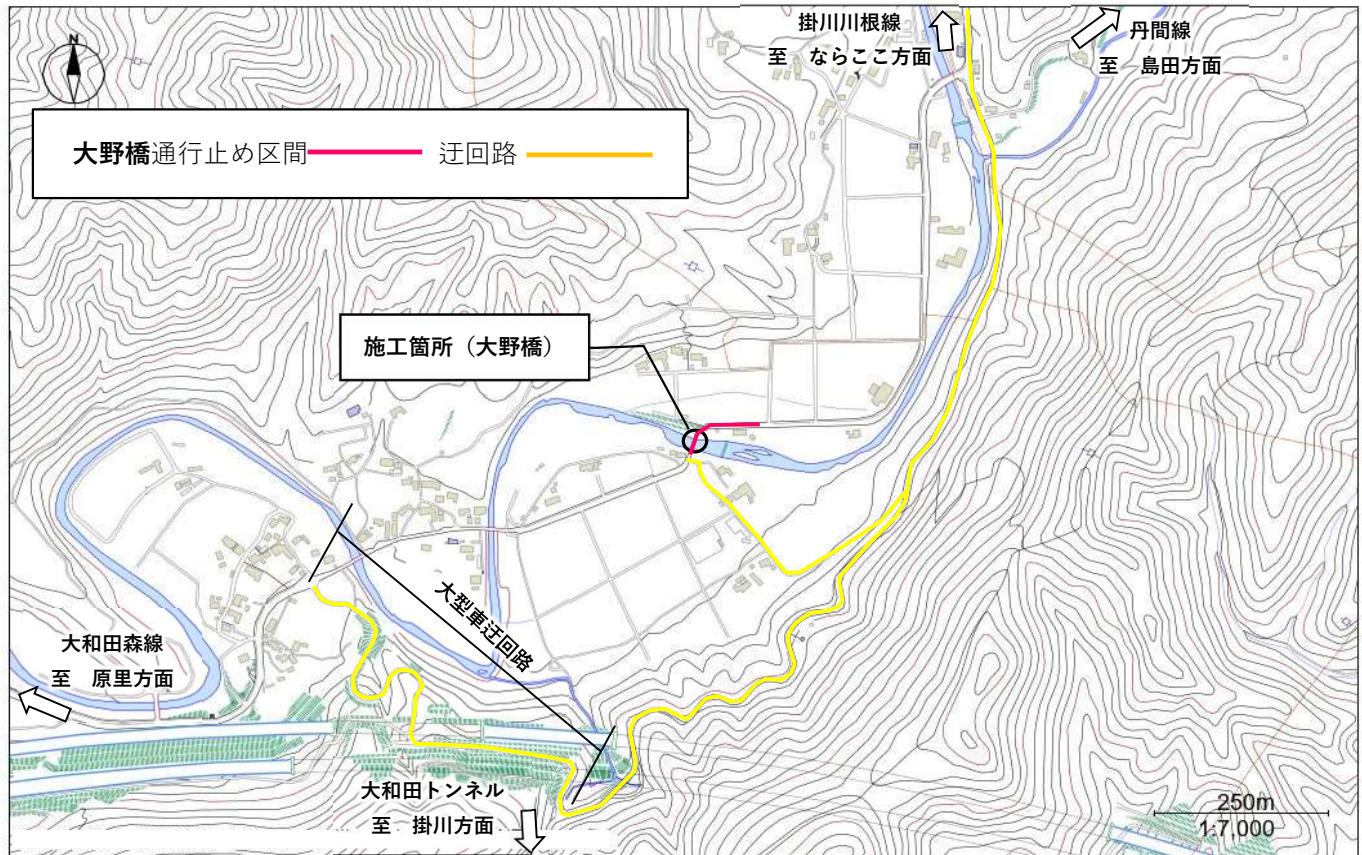 掛川川根線
至 ならここ方面
丹間線
至 島田方面
N
大野橋通行止め区間 迂回路
施工箇所（大野橋）
大型車迂回路
大和田森線
至 原里方面
大和田トンネル
至 掛川方面
250m
1:7,000